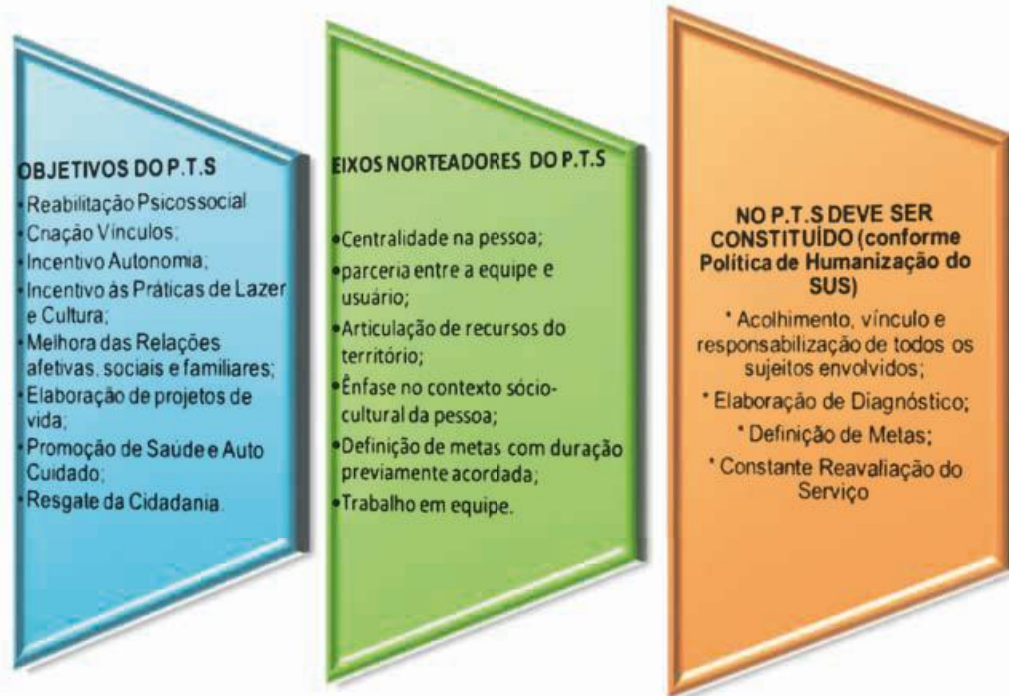 OBJETIVOS DO P.T.S
• Reabilitação Psicossocial
• Criação Vínculos;
• Incentivo Autonomia;
• Incentivo às Práticas de Lazer
e Cultura;
• Melhora das Relações
afetivas, sociais e familiares;
• Elaboração de projetos de
vida;
• Promoção de Saúde e Auto
Cuidado;
• Resgate da Cidadania.
EIXOS NORTEADORES DO P.T.S
•Centralidade na pessoa;
•parceria entre a equipe e
usuário;
•Articulação de recursos do
território;
•Ênfase no contexto sócio-
cultural da pessoa;
•Definição de metas com duração
previamente acordada;
•Trabalho em equipe.
NO P.T.S DEVE SER
CONSTITUÍDO (conforme
Política de Humanização do
SUS)
* Acolhimento, vínculo e
responsabilização de todos os
sujeitos envolvidos;
* Elaboração de Diagnóstico;
* Definição de Metas;
* Constante Reavaliação do
Serviço